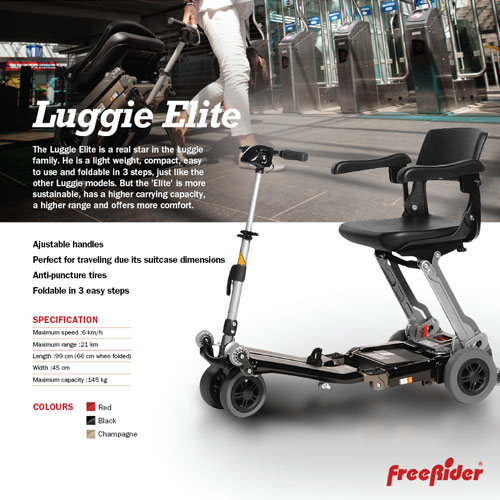 Luggie Elite
The Luggie Elite is a real star in the Luggie
family. He is a light weight, compact, easy
to use and foldable in 3 steps, just like the
other Luggie models. But the 'Elite' is more
sustainable, has a higher carrying capacity,
a higher range and offers more comfort.
Ajustable handles
Perfect for traveling due its suitcase dimensions
Anti-puncture tires
Foldable in 3 easy steps
SPECIFICATION
Maximum speed :6 km/h
Maximum range :21 km
Length :99 cm (66 cm when folded)
Width :45 cm
Maximum capacity :145 kg
COLOURS
Red
Black
Champagne
FreeRider®